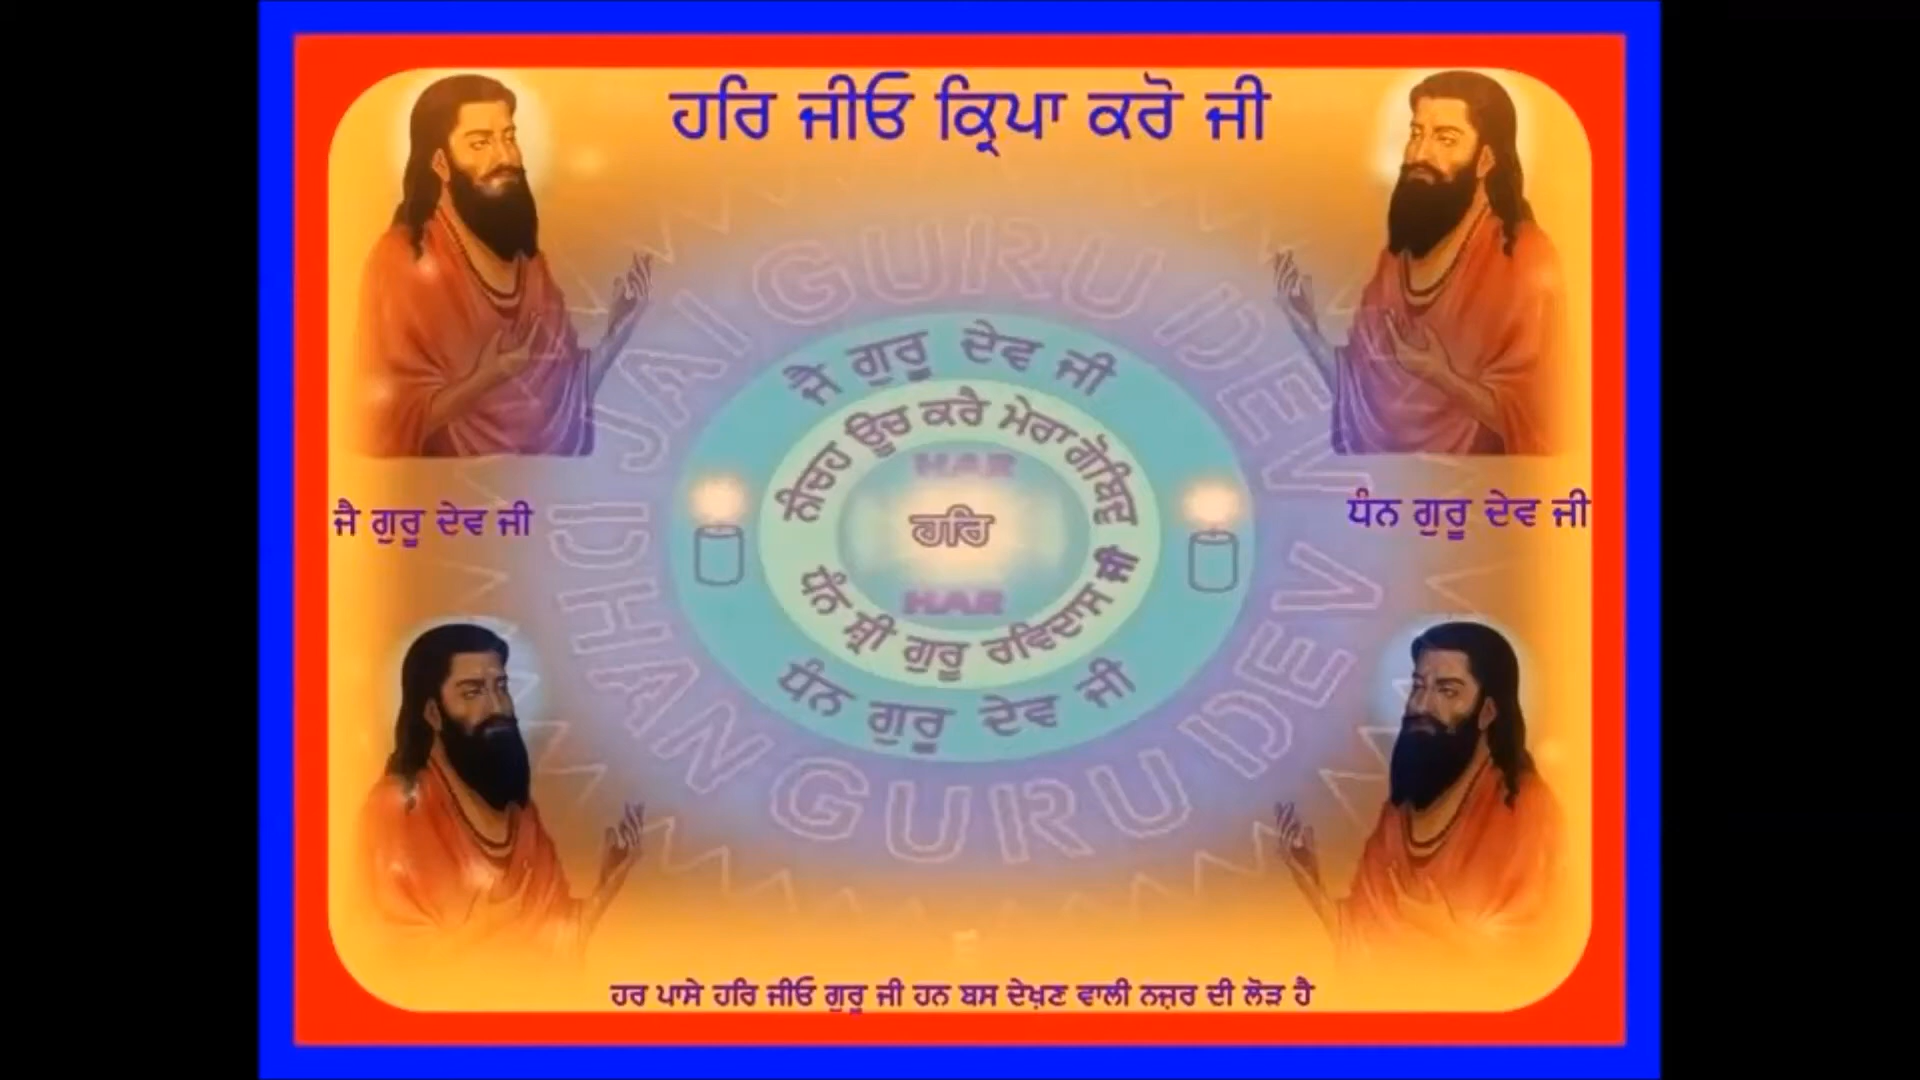 ਹਰਿ ਜੀਓ ਕ੍ਰਿਪਾ ਕਰੋ ਜੀ
JAI GURU DEV
ਜੈ ਗੁਰੂ ਦੇਵ ਜੀ
ਨੀਚਹ ਊਚ ਕਰੈ ਮੇਰਾ ਗੋਬਿਦ
HAR
ਜੈ ਗੁਰੂ ਦੇਵ ਜੀ
ਹਰਿ
ਧੰਨ ਗੁਰੂ ਦੇਵ ਜੀ
HAR
ਧੰਨ ਸ਼੍ਰੀ ਗੁਰੂ ਰਵਿਦਾਸ ਜੀ
ਧੰਨ ਗੁਰੂ ਦੇਵ ਜੀ
DHAN GURU DEV
ਹਰ ਪਾਸੇ ਹਰਿ ਜੀਓ ਗੁਰੂ ਜੀ ਹਨ ਬਸ ਦੇਖ਼ਣ ਵਾਲੀ ਨਜ਼ਰ ਦੀ ਲੋੜ ਹੈ